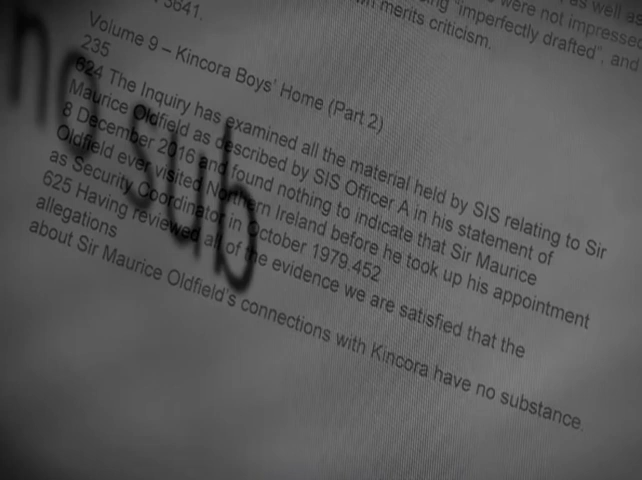 were not impressed
as well as
ng "imperfectly drafted", and
merits criticism.
5641.
Volume 9 – Kincora Boys' Home (Part 2)
235
624 The Inquiry has examined all the material held by SIS relating to Sir
Maurice Oldfield as described by SIS Officer A in his statement of
8 December 2016 and found nothing to indicate that Sir Maurice
Oldfield ever visited Northern Ireland before he took up his appointment
as Security Coordinator in October 1979.452
625 Having reviewed all of the evidence we are satisfied that the
allegations
about Sir Maurice Oldfield's connections with Kincora have no substance.
no sub